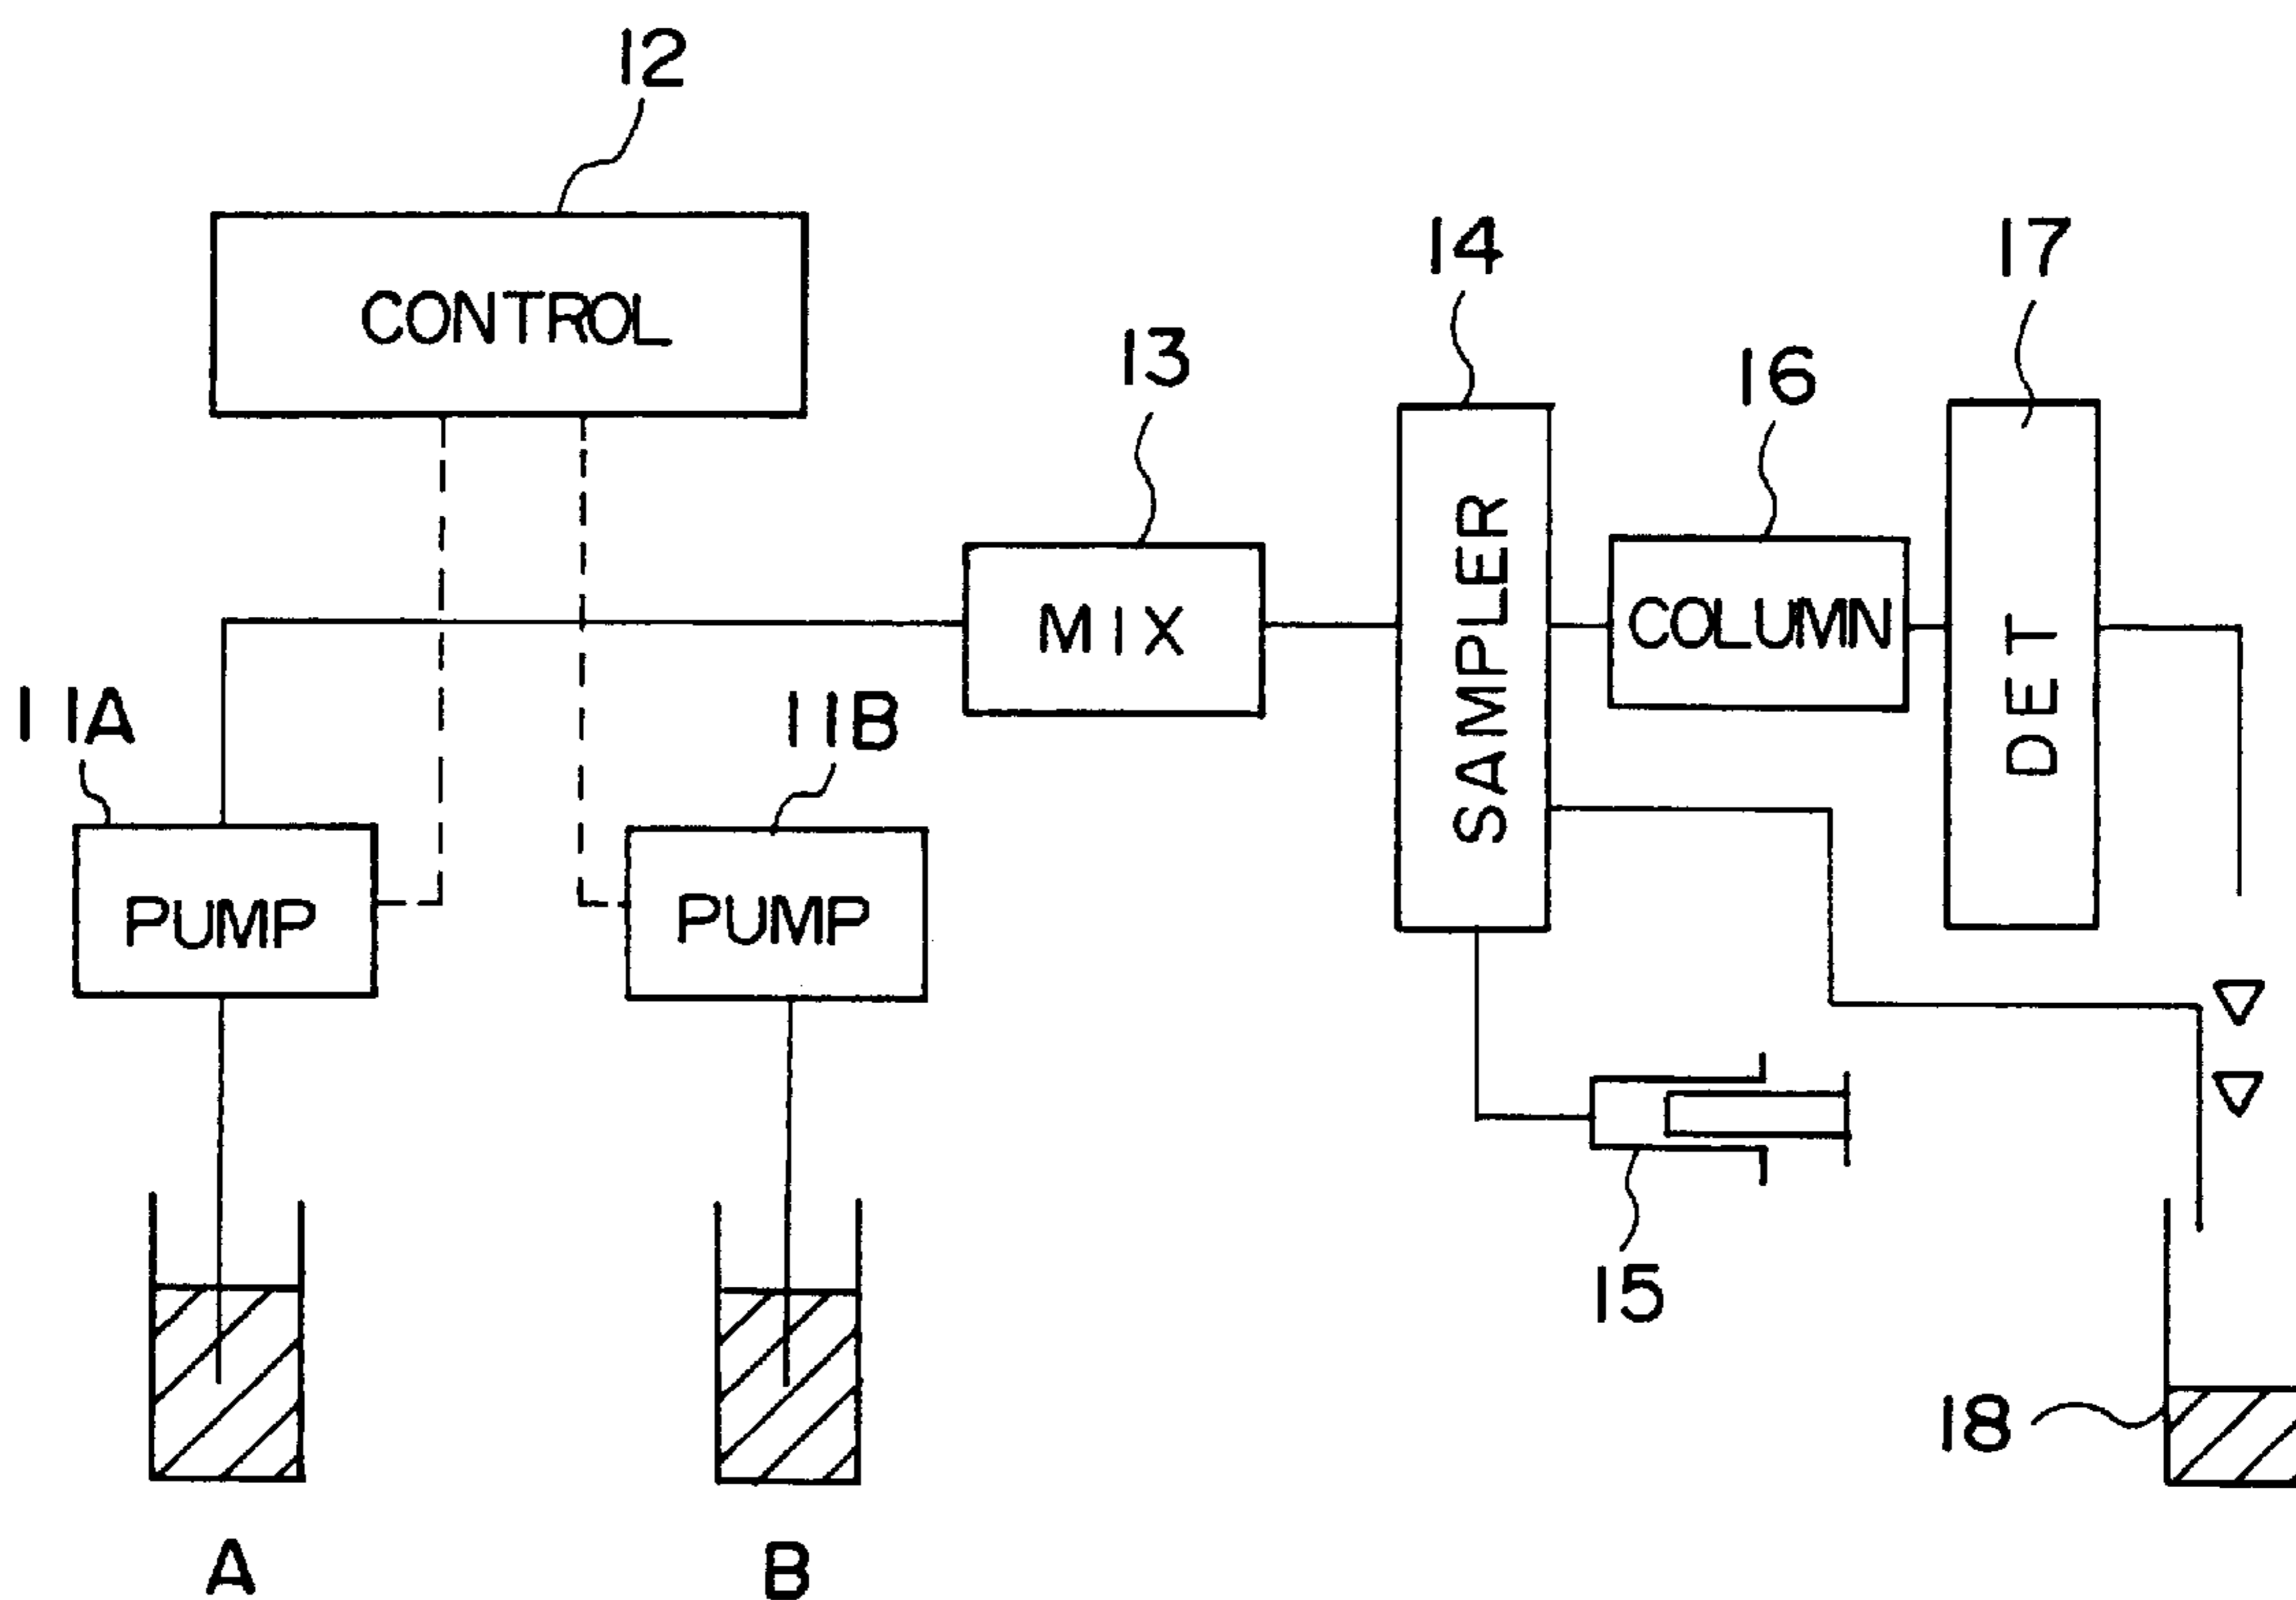 12
CONTROL
14
17
13
16
MIX
SAMPLER
COLUMN
DET
11A
11B
PUMP
PUMP
15
18
A
B